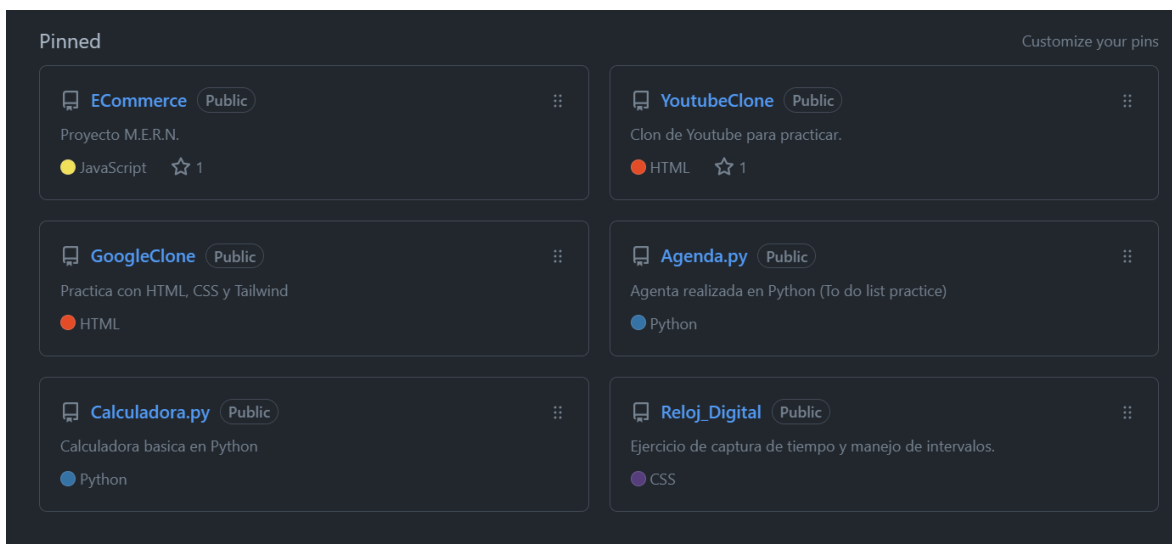 Pinned
Customize your pins
ECommerce Public
Proyecto M.E.R.N.
JavaScript 1
YoutubeClone Public
Clon de Youtube para practicar.
HTML 1
GoogleClone Public
Practica con HTML, CSS y Tailwind
HTML
Agenda.py Public
Agenta realizada en Python (To do list practice)
Python
Calculadora.py Public
Calculadora basica en Python
Python
Reloj_Digital Public
Ejercicio de captura de tiempo y manejo de intervalos.
CSS